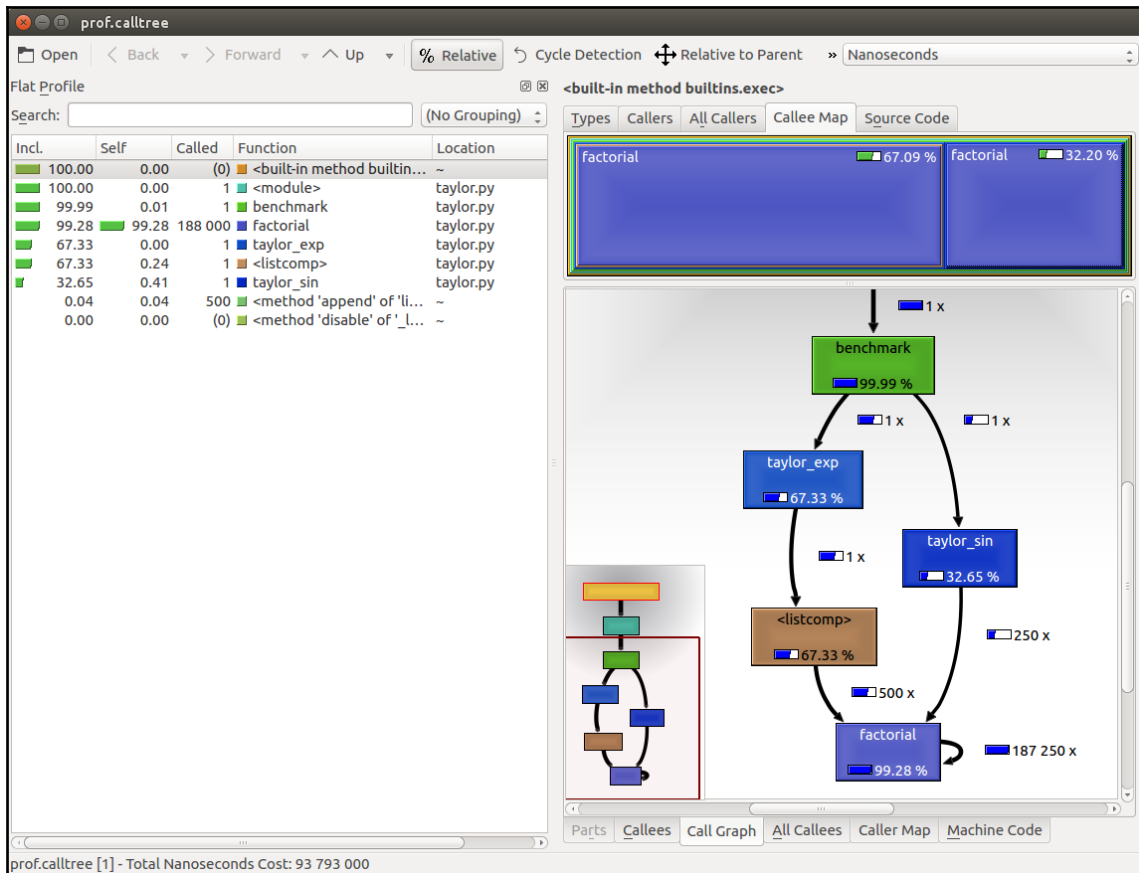 prof.calltree
Open Back Forward Up % Relative Cycle Detection Relative to Parent » Nanoseconds
Flat Profile
Search: (No Grouping)
Incl. Self Called Function Location
100.00 0.00 (0) <built-in method builtin... ~
100.00 0.00 1 <module> taylor.py
99.99 0.01 1 benchmark taylor.py
99.28 99.28 188 000 factorial taylor.py
67.33 0.00 1 taylor_exp taylor.py
67.33 0.24 1 <listcomp> taylor.py
32.65 0.41 1 taylor_sin taylor.py
0.04 0.04 500 <method 'append' of 'li... ~
0.00 0.00 (0) <method 'disable' of '_l... ~
<built-in method builtins.exec>
Types Callers All Callers Callee Map Source Code
factorial 67.09 % factorial 32.20 %
1 x
benchmark
99.99 %
1 x 1 x
taylor_exp
67.33 %
taylor_sin
32.65 %
1 x
<listcomp>
67.33 %
250 x
500 x
factorial
99.28 %
187 250 x
Parts Callees Call Graph All Callees Caller Map Machine Code
prof.calltree [1] - Total Nanoseconds Cost: 93 793 000